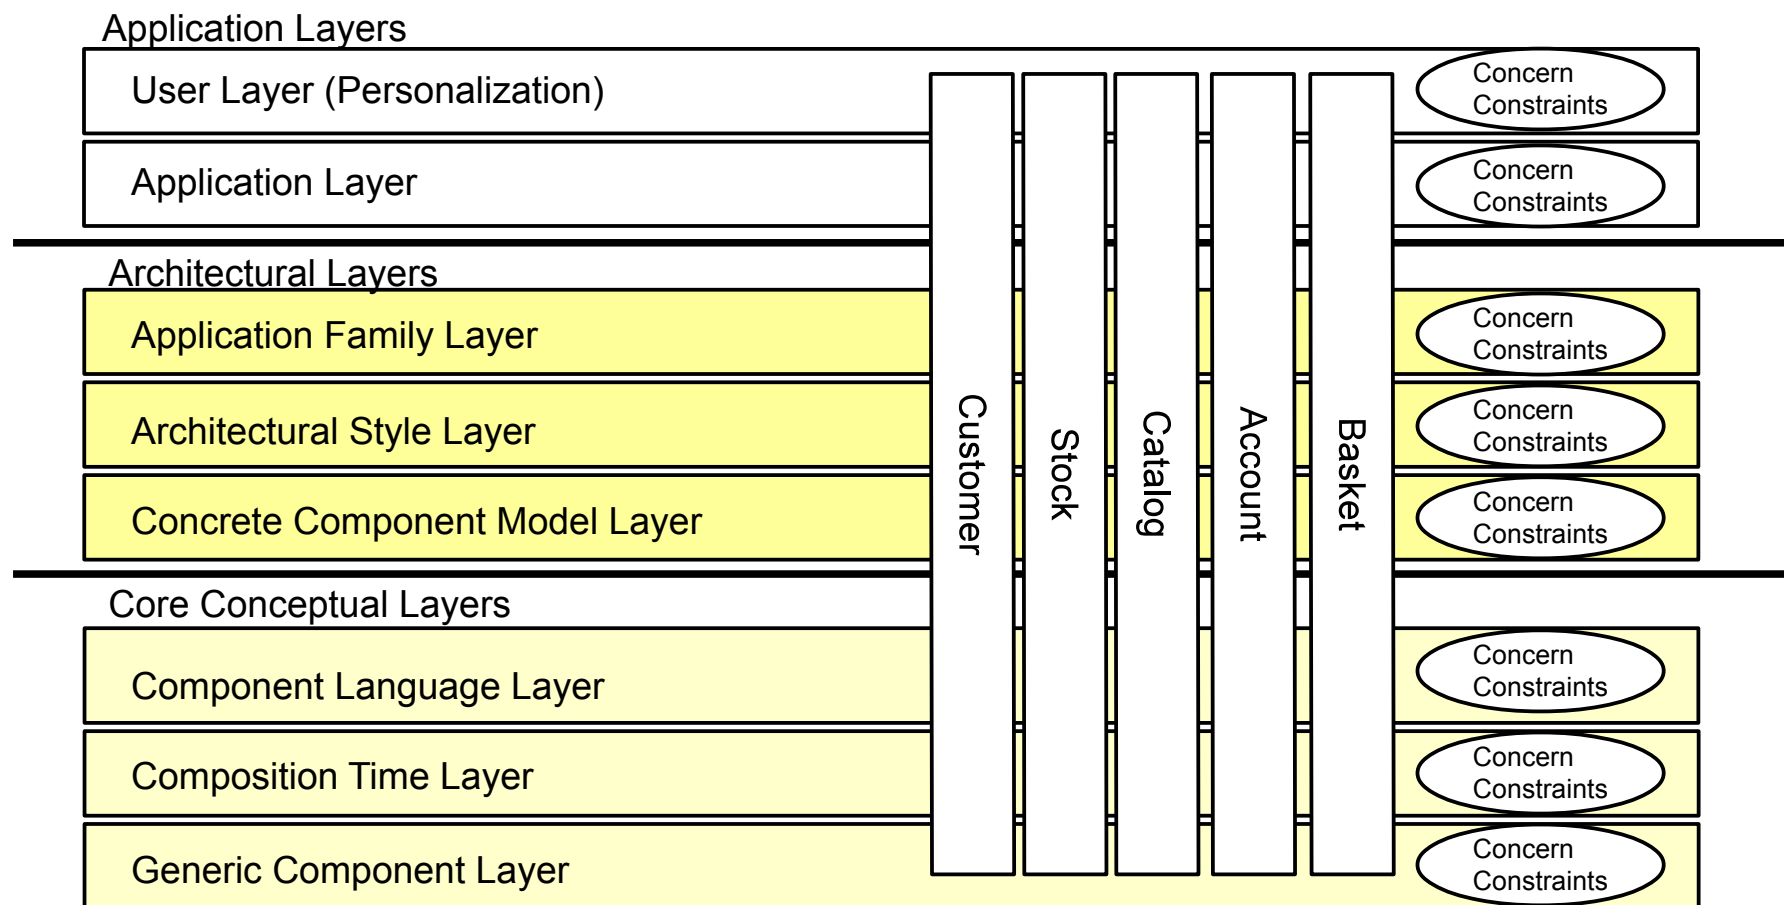 Application Layers
User Layer (Personalization)
Concern
Constraints
Application Layer
Concern
Constraints
Architectural Layers
Application Family Layer
Concern
Constraints
Architectural Style Layer
Concern
Constraints
Concrete Component Model Layer
Concern
Constraints
Customer
Stock
Catalog
Account
Basket
Core Conceptual Layers
Component Language Layer
Concern
Constraints
Composition Time Layer
Concern
Constraints
Generic Component Layer
Concern
Constraints